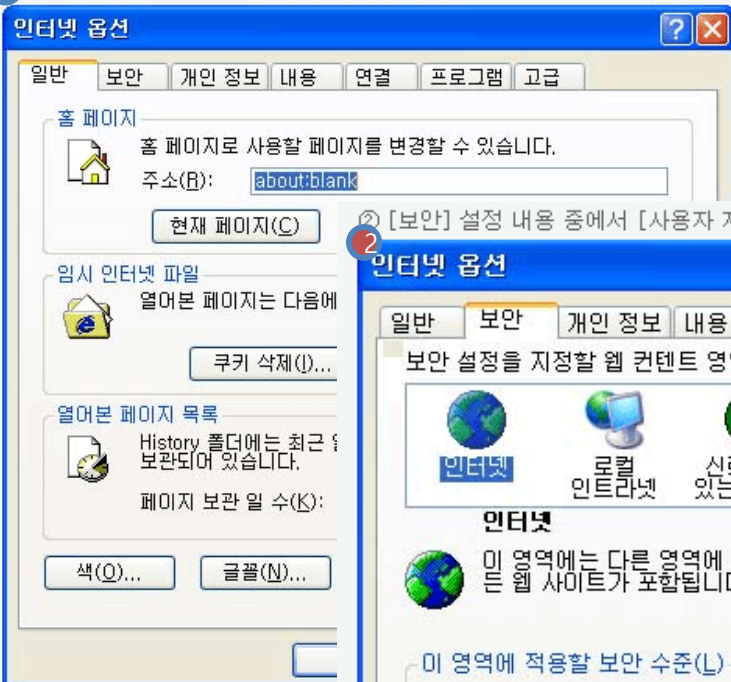 인터넷 옵션
일반 보안 개인 정보 내용 연결 프로그램 고급
홈 페이지
홈 페이지로 사용할 페이지를 변경할 수 있습니다.
주소(R): about:blank
현재 페이지(C)
임시 인터넷 파일
열어본 페이지는 다음에
쿠키 삭제(I)...
열어본 페이지 목록
History 폴더에는 최근
보관되어 있습니다.
페이지 보관 일 수(K):
색(O)... 글꼴(N)...
② [보안] 설정 내용 중에서 [사용자
2
인터넷 옵션
일반 보안 개인 정보 내용
보안 설정을 지정할 웹 컨텐트
인터넷 로컬
인트라넷 있는
인터넷
이 영역에는 다른 영역에
든 웹 사이트가
이 영역에 적용할 보안 수준(L)